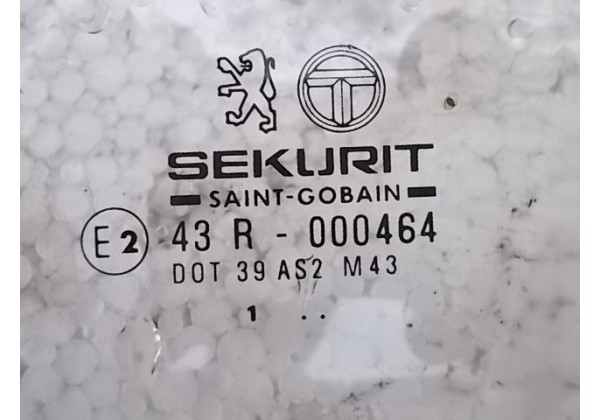 SEKURIT
SAINT-GOBAIN
E2 43 R - 000464
DOT 39 AS2 M43
1 ..